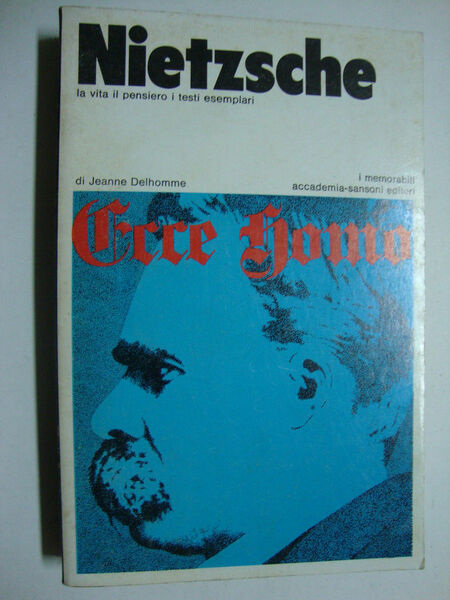 Nietzsche
la vita il pensiero i testi esemplari
di Jeanne Delhomme
i memorabili
accademia-sansoni editori
Ecce Homo